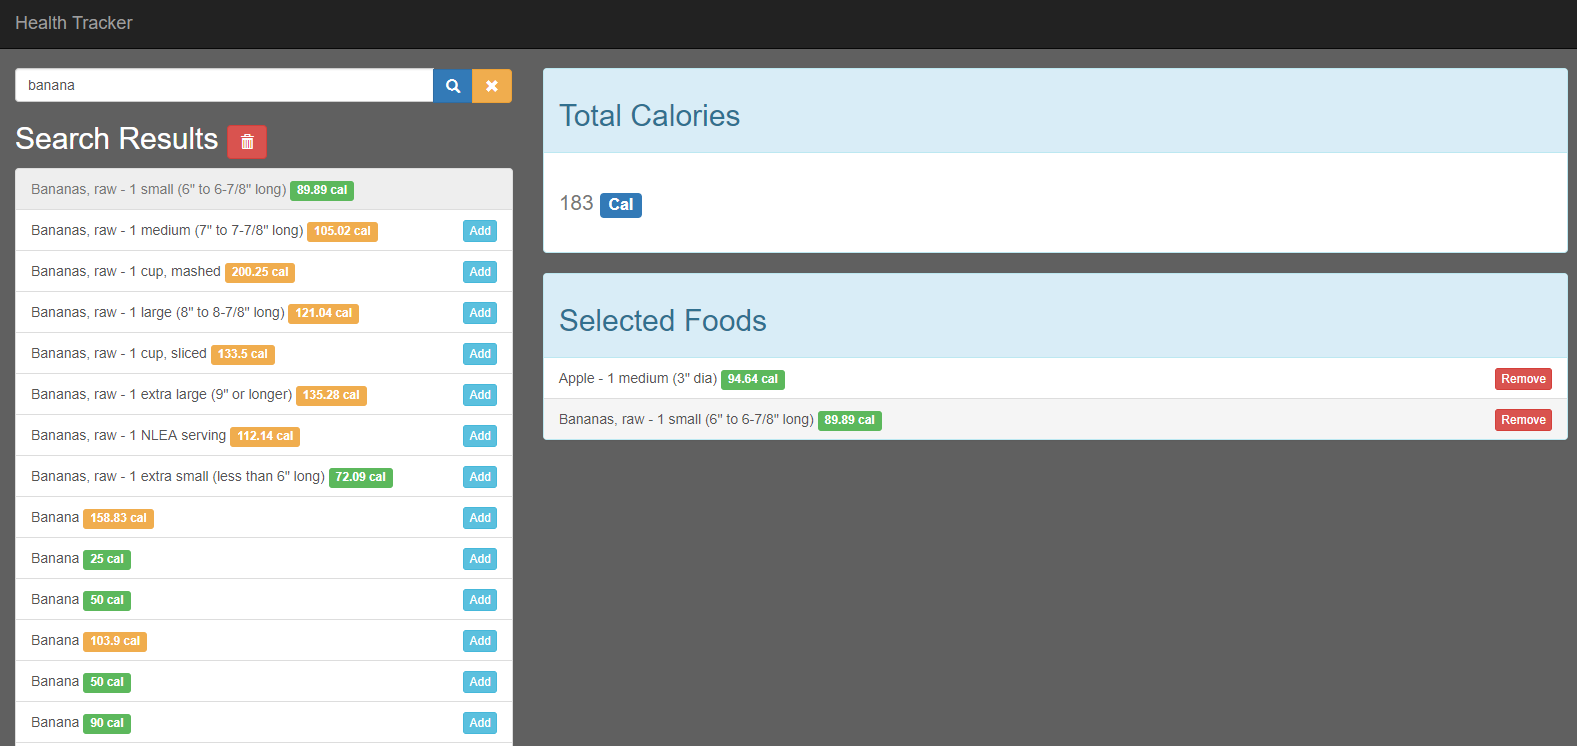 Health Tracker
banana
Search Results
Bananas, raw - 1 small (6" to 6-7/8" long) 89.89 cal
Bananas, raw - 1 medium (7" to 7-7/8" long) 105.02 cal Add
Bananas, raw - 1 cup, mashed 200.25 cal Add
Bananas, raw - 1 large (8" to 8-7/8" long) 121.04 cal Add
Bananas, raw - 1 cup, sliced 133.5 cal Add
Bananas, raw - 1 extra large (9" or longer) 135.28 cal Add
Bananas, raw - 1 NLEA serving 112.14 cal Add
Bananas, raw - 1 extra small (less than 6" long) 72.09 cal Add
Banana 158.83 cal Add
Banana 25 cal Add
Banana 50 cal Add
Banana 103.9 cal Add
Banana 50 cal Add
Banana 90 cal Add
Total Calories
183 Cal
Selected Foods
Apple - 1 medium (3" dia) 94.64 cal Remove
Bananas, raw - 1 small (6" to 6-7/8" long) 89.89 cal Remove